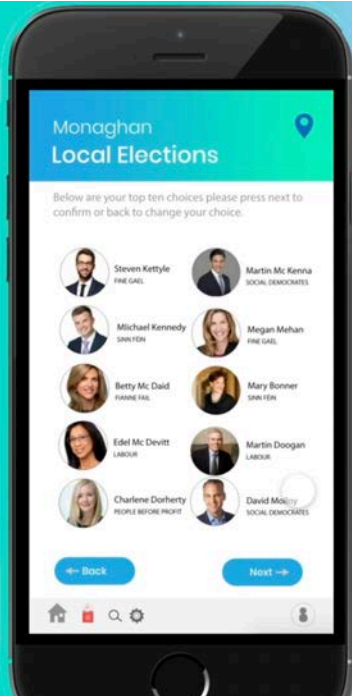 Monaghan
Local Elections
Below are your top ten choices please press next to
confirm or back to change your choice.
Steven Kettyle
FINE GAEL
Martin Mc Kenna
SOCIAL DEMOCRATES
MIichael Kennedy
SINN FÉIN
Megan Mehan
FINE GAEL
Betty Mc Daid
FIANNE FAIL
Mary Bonner
SINN FÉIN
Edel Mc Devitt
LABOUR
Martin Doogan
LABOUR
Charlene Dorherty
PEOPLE BEFORE PROFIT
David Molloy
SOCIAL DEMOCRATES
Back
Next